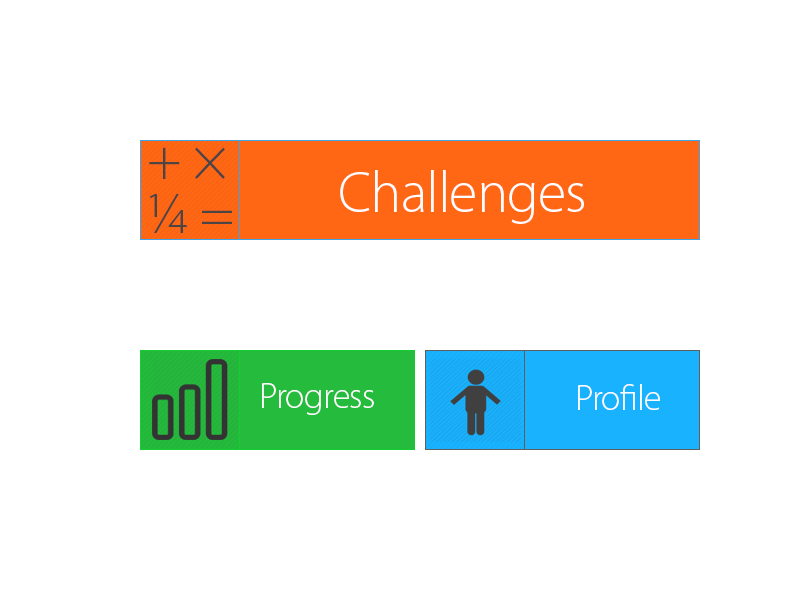 + ×
¼ =
Challenges
Progress
Profile